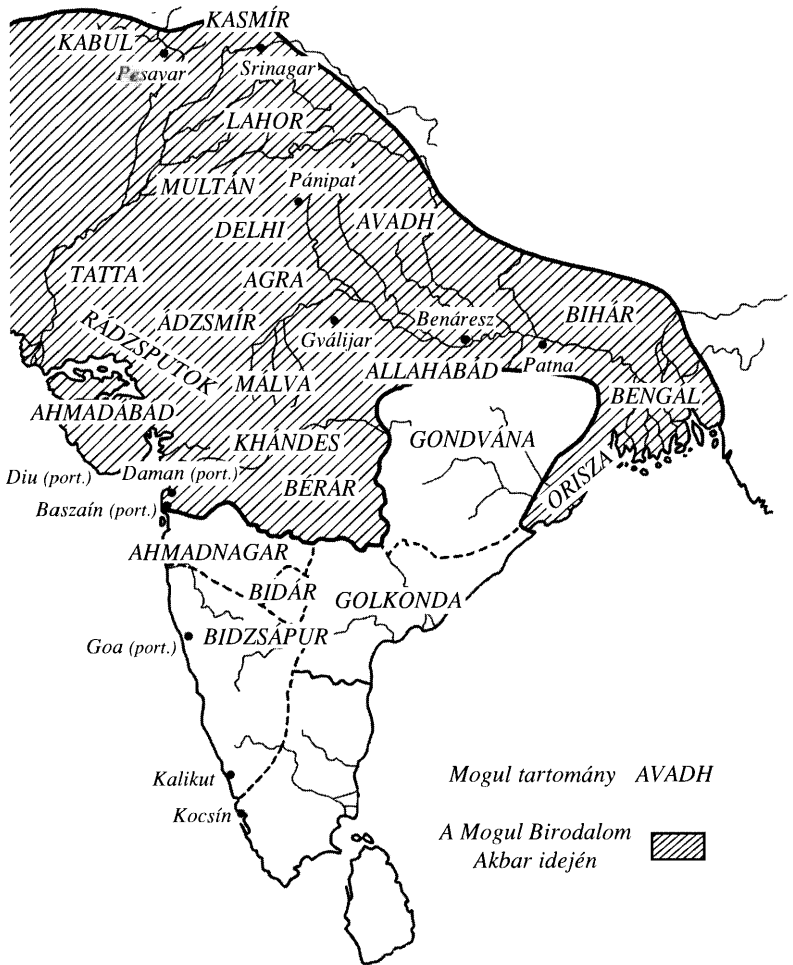 KASMÍR
KABUL
Pesavar
Srinagar
LAHOR
MULTÁN
Pánipat
DELHI
AVADH
TATTA
AGRA
RÁDZSPUTOK
ÁDZSMÍR
Gválijar
Benáresz
BIHÁR
MÁLVA
ALLAHÁBÁD
Patna
AHMADÁBÁD
BENGÁL
KHÁNDES
GONDVÁNA
Diu (port.)
Daman (port.)
BÉRÁR
ORISZA
Baszaín (port.)
AHMADNAGAR
BIDÁR
GOLKONDA
Goa (port.)
BIDZSÁPUR
Kalikut
Mogul tartomány AVADH
Kocsín
A Mogul Birodalom
Akbar idején